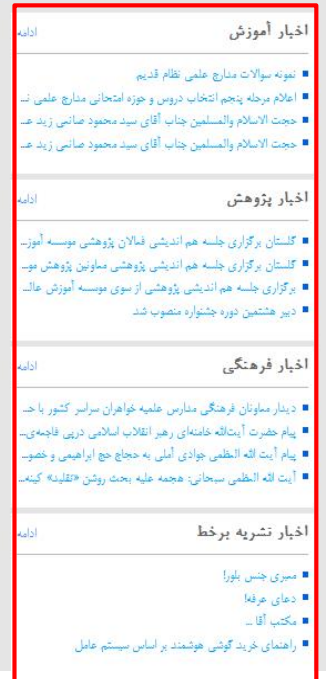 اخبار آموزش
ادامه
نمونه سوالات مدارج علمی نظام قدیم
اعلام مرحله پنجم انتخاب دروس و حوزه امتحانی مدارج علمی نـ...
حجت الاسلام والمسلمین جناب آقای سید محمود صانعی زید عـ...
حجت الاسلام والمسلمین جناب آقای سید محمود صانعی زید عـ...
اخبار پژوهش
ادامه
گلستان برگزاری جلسه هم اندیشی فعالان پژوهشی موسسه آموز...
گلستان برگزاری جلسه هم اندیشی پژوهشی معاونین پژوهش مو...
برگزاری جلسه هم اندیشی پژوهشی از سوی موسسه آموزش عالـ...
دبیر هشتمین دوره جشنواره منصوب شد.
اخبار فرهنگی
ادامه
دیدار معاونان فرهنگی مدارس علمیه خواهران سراسر کشور با حـ...
پیام حضرت آیت‌الله خامنه‌ای رهبر انقلاب اسلامی درپی فاجعه‌ی...
پیام آیت الله العظمی جوادی آملی به حجاج حج ابراهیمی و خصو...
آیت الله العظمی سبحانی: هجمه علیه بحث روشن «تقلید» کینه...
اخبار نشریه برخط
ادامه
معبری جنس بلور!
دعای عرفه!
مکتب آقا ...
راهنمای خرید گوشی هوشمند بر اساس سیستم عامل